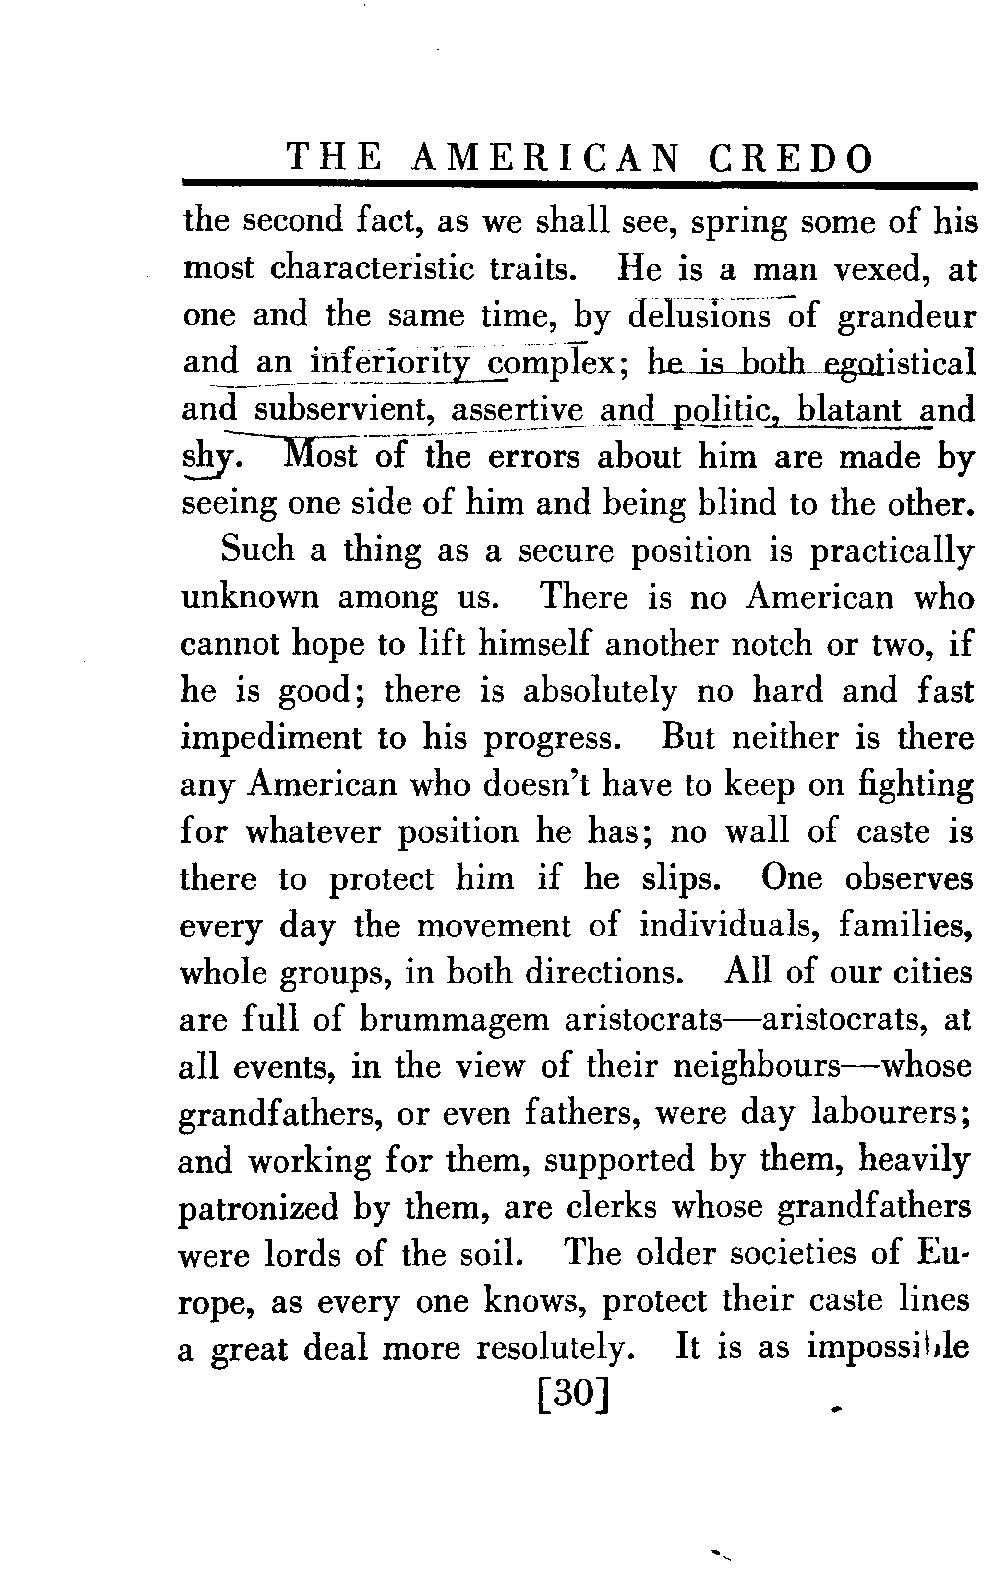 THE AMERICAN CREDO
the second fact, as we shall see, spring some of his
most characteristic traits. He is a man vexed, at
one and the same time, by delusions of grandeur
and an inferiority complex; he is both egotistical
and subservient, assertive and politic, blatant and
shy. Most of the errors about him are made by
seeing one side of him and being blind to the other.
Such a thing as a secure position is practically
unknown among us. There is no American who
cannot hope to lift himself another notch or two, if
he is good; there is absolutely no hard and fast
impediment to his progress. But neither is there
any American who doesn't have to keep on fighting
for whatever position he has; no wall of caste is
there to protect him if he slips. One observes
every day the movement of individuals, families,
whole groups, in both directions. All of our cities
are full of brummagem aristocrats—aristocrats, at
all events, in the view of their neighbours—whose
grandfathers, or even fathers, were day labourers;
and working for them, supported by them, heavily
patronized by them, are clerks whose grandfathers
were lords of the soil. The older societies of Eu-
rope, as every one knows, protect their caste lines
a great deal more resolutely. It is as impossible
[30]